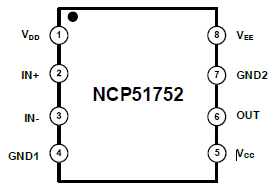 VDD 1 8 VEE
IN+ 2 7 GND2
NCP51752
IN- 3 6 OUT
GND1 4 5 VCC